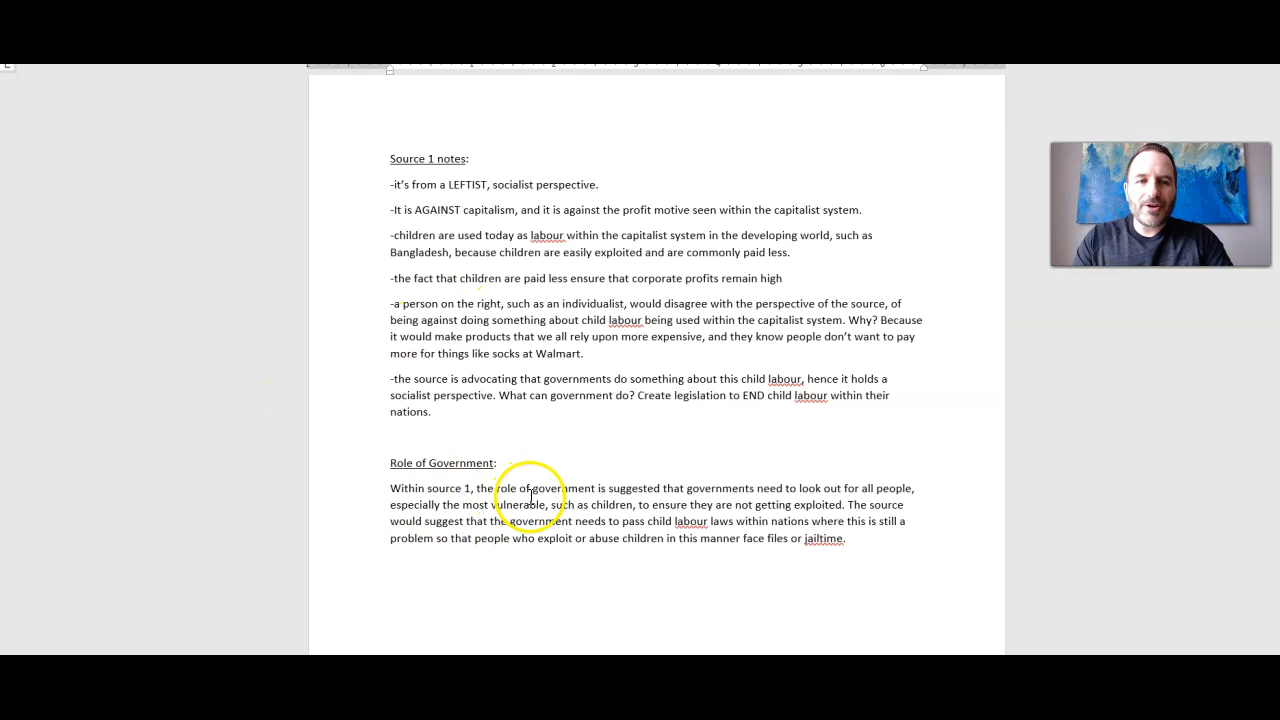 Source 1 notes:
-it's from a LEFTIST, socialist perspective.
-It is AGAINST capitalism, and it is against the profit motive seen within the capitalist system.
-children are used today as labour within the capitalist system in the developing world, such as
Bangladesh, because children are easily exploited and are commonly paid less.
-the fact that children are paid less ensure that corporate profits remain high
-a person on the right, such as an individualist, would disagree with the perspective of the source, of
being against doing something about child labour being used within the capitalist system. Why? Because
it would make products that we all rely upon more expensive, and they know people don't want to pay
more for things like socks at Walmart.
-the source is advocating that governments do something about this child labour, hence it holds a
socialist perspective. What can government do? Create legislation to END child labour within their
nations.
Role of Government:
Within source 1, the role of government is suggested that governments need to look out for all people,
especially the most vulnerable, such as children, to ensure they are not getting exploited. The source
would suggest that the government needs to pass child labour laws within nations where this is still a
problem so that people who exploit or abuse children in this manner face files or jailtime.